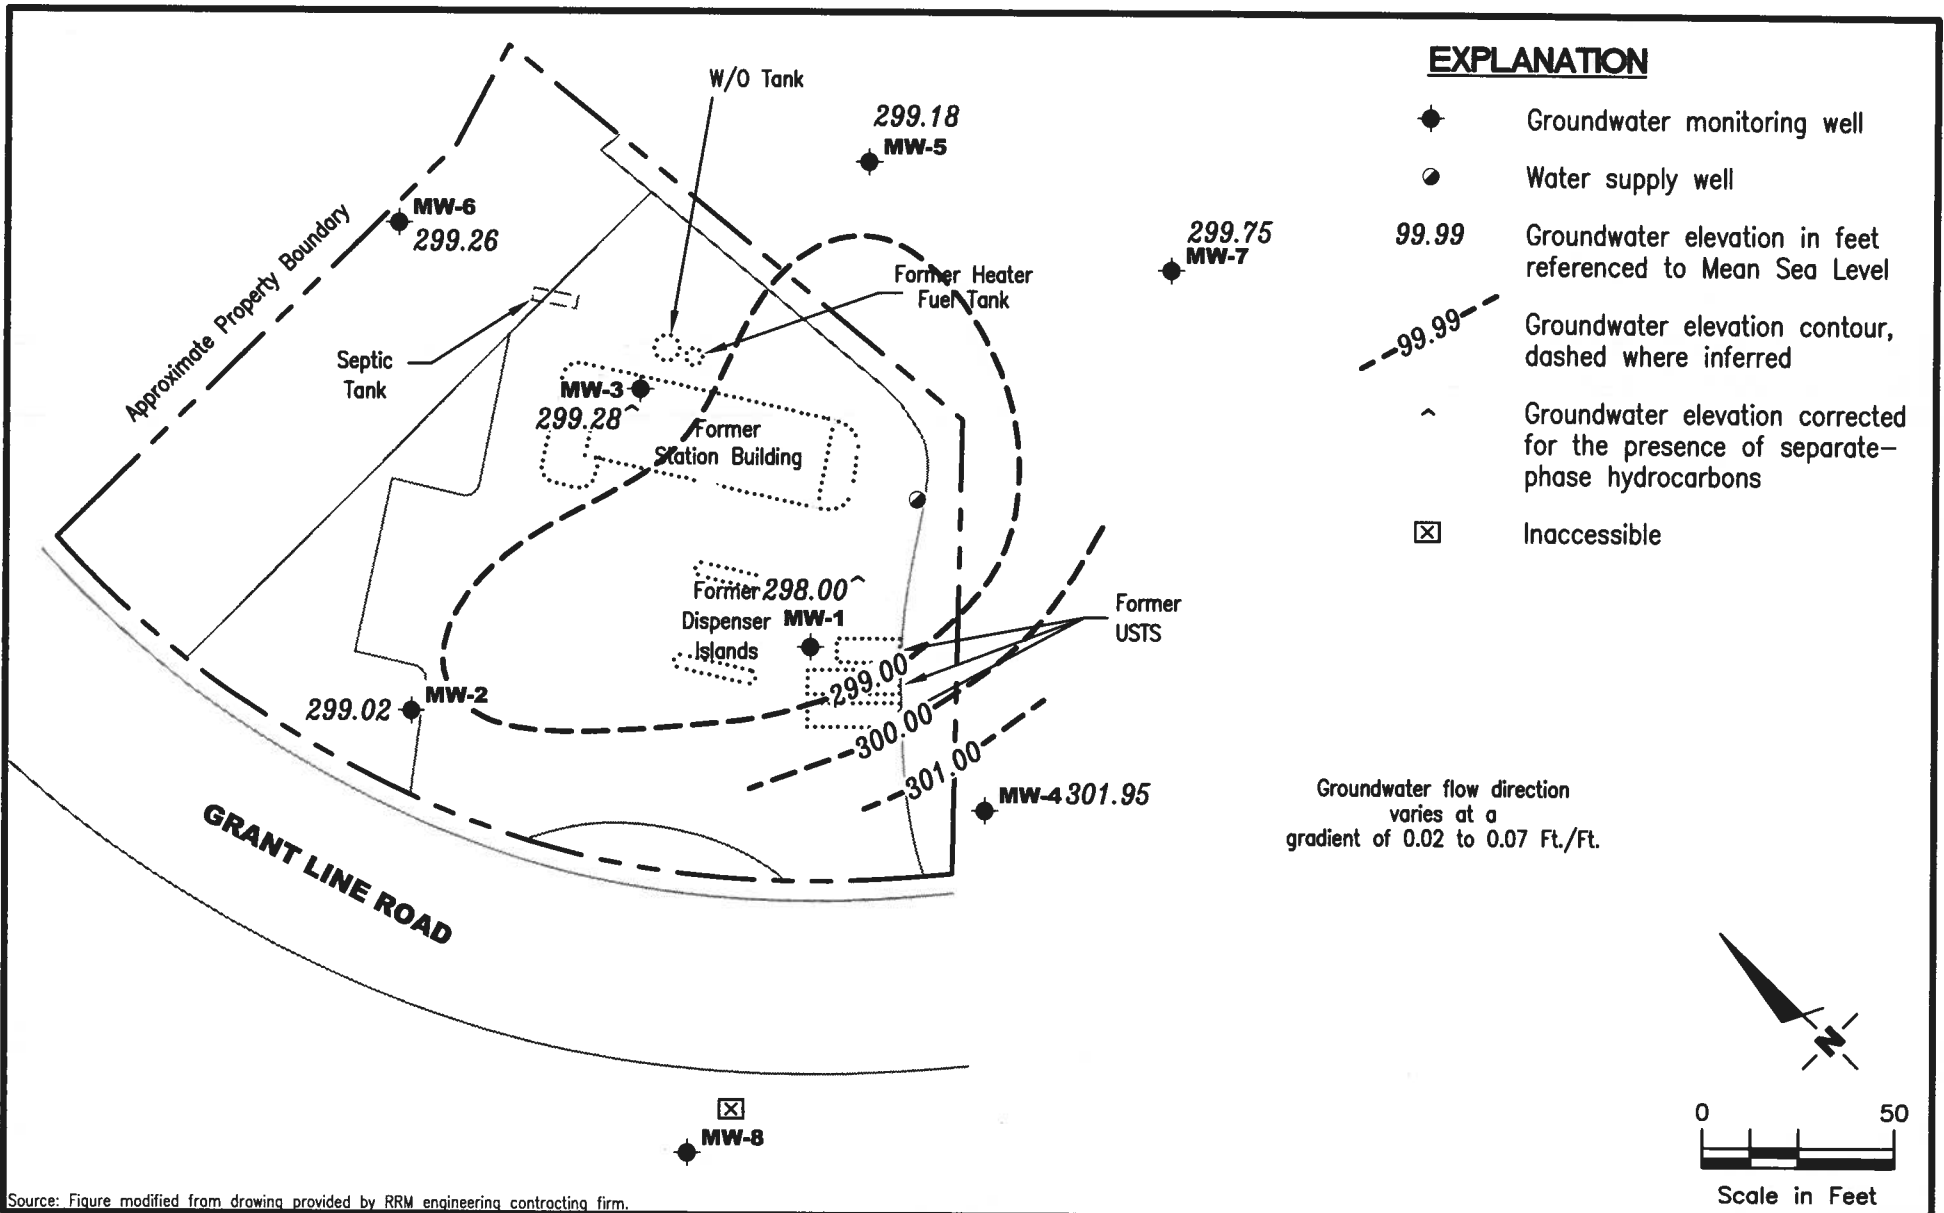 W/O Tank
299.18
MW-5
MW-6
299.26
299.75
MW-7
Approximate Property Boundary
Former Heater
Fuel Tank
Septic
Tank
MW-3
299.28^
Former
Station Building
Former
Dispenser
Islands
298.00^
MW-1
Former
USTS
299.00
300.00
301.00
299.02
MW-2
MW-4 301.95
GRANT LINE ROAD
MW-8
EXPLANATION
Groundwater monitoring well
Water supply well
99.99
Groundwater elevation in feet
referenced to Mean Sea Level
99.99
Groundwater elevation contour,
dashed where inferred
^
Groundwater elevation corrected
for the presence of separate-
phase hydrocarbons
Inaccessible
Groundwater flow direction
varies at a
gradient of 0.02 to 0.07 Ft./Ft.
N
0 50
Scale in Feet
Source: Figure modified from drawing provided by RRM engineering contracting firm.